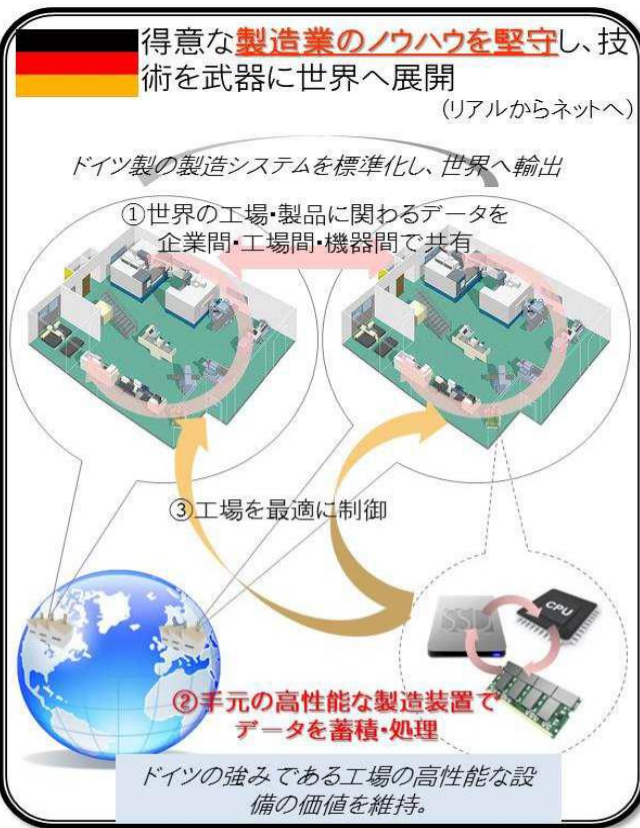 得意な製造業のノウハウを堅守し、技
術を武器に世界へ展開
(リアルからネットへ)
ドイツ製の製造システムを標準化し、世界へ輸出
①世界の工場・製品に関わるデータを
企業間・工場間・機器間で共有
③工場を最適に制御
SSD
CPU
②手元の高性能な製造装置で
データを蓄積・処理
ドイツの強みである工場の高性能な設
備の価値を維持。